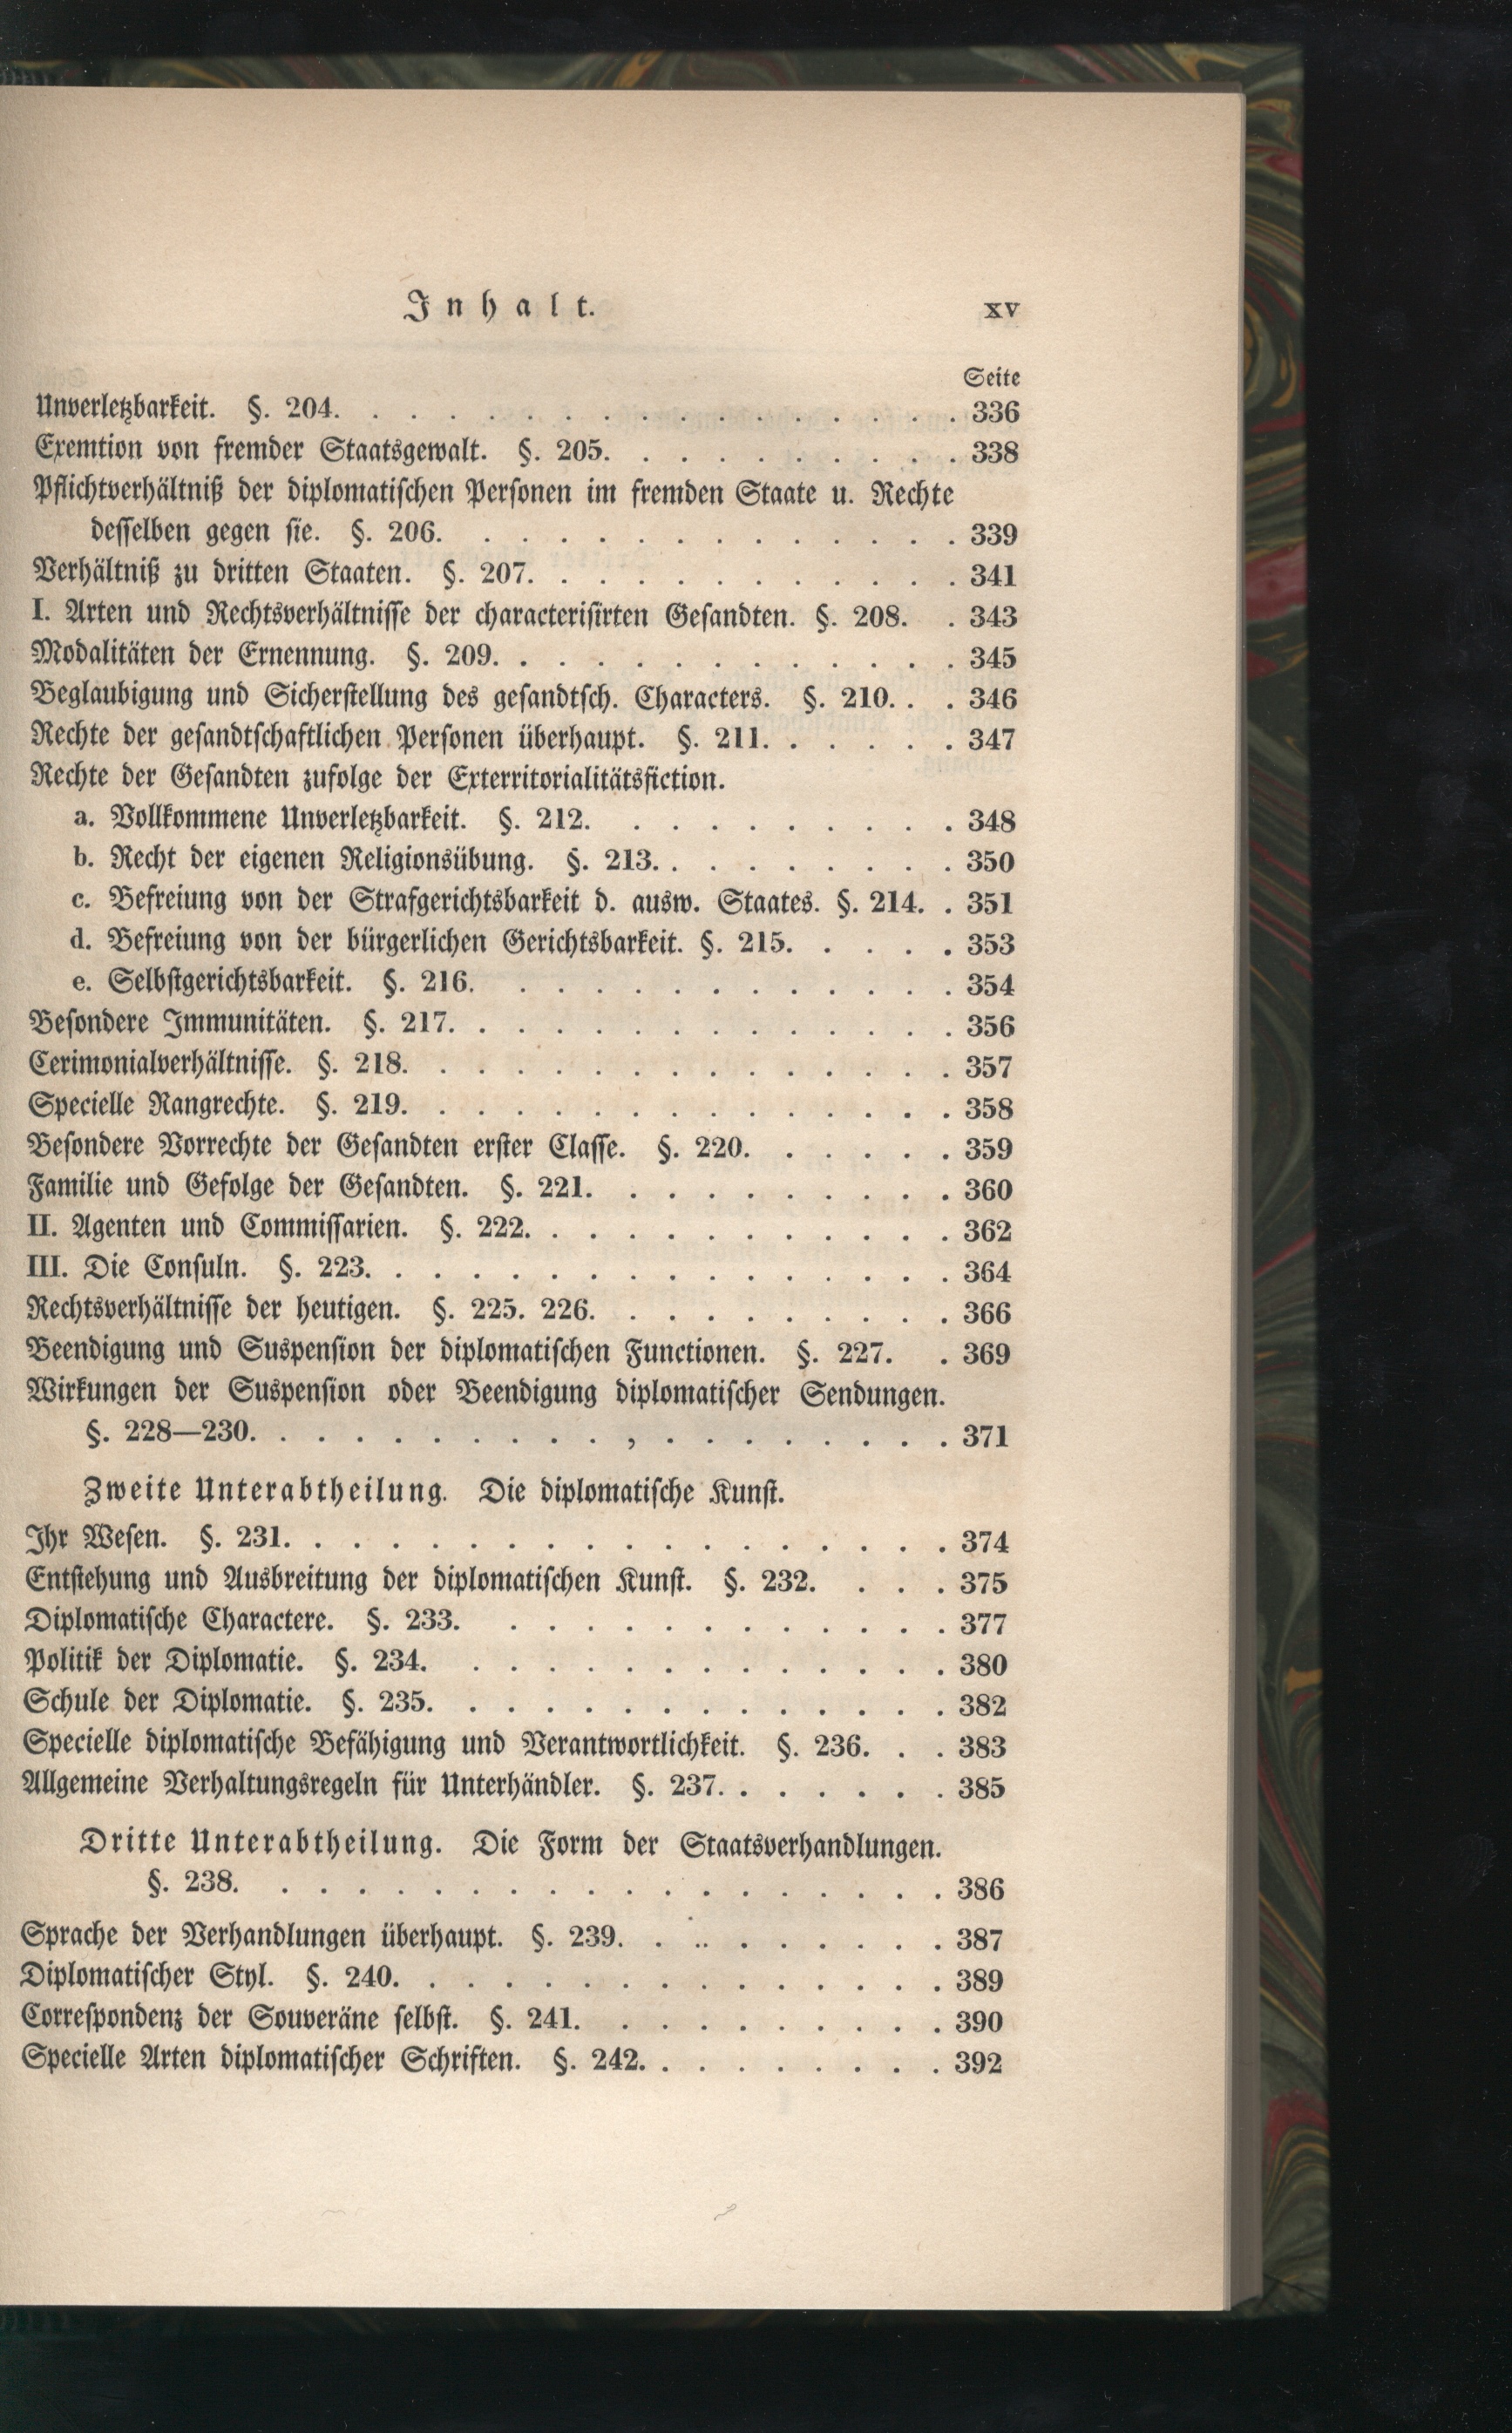 Inhalt. XV
Seite
Unverletzbarkeit. §. 204. . . . . . . . . . . . . . . . . 336
Exemtion von fremder Staatsgewalt. §. 205. . . . . . . . . . 338
Pflichtverhältniß der diplomatischen Personen im fremden Staate u. Rechte
desselben gegen sie. §. 206. . . . . . . . . . . . . . 339
Verhältniß zu dritten Staaten. §. 207. . . . . . . . . . . . 341
I. Arten und Rechtsverhältnisse der characterisirten Gesandten. §. 208. . 343
Modalitäten der Ernennung. §. 209. . . . . . . . . . . . . 345
Beglaubigung und Sicherstellung des gesandtsch. Characters. §. 210. . . 346
Rechte der gesandtschaftlichen Personen überhaupt. §. 211. . . . . . 347
Rechte der Gesandten zufolge der Exterritorialitätsfiction.
a. Vollkommene Unverletzbarkeit. §. 212. . . . . . . . . . 348
b. Recht der eigenen Religionsübung. §. 213. . . . . . . . . 350
c. Befreiung von der Strafgerichtsbarkeit d. ausw. Staates. §. 214. . 351
d. Befreiung von der bürgerlichen Gerichtsbarkeit. §. 215. . . . . 353
e. Selbstgerichtsbarkeit. §. 216. . . . . . . . . . . . . 354
Besondere Immunitäten. §. 217. . . . . . . . . . . . . . 356
Cerimonialverhältnisse. §. 218. . . . . . . . . . . . . . . 357
Specielle Rangrechte. §. 219. . . . . . . . . . . . . . . 358
Besondere Vorrechte der Gesandten erster Classe. §. 220. . . . . . 359
Familie und Gefolge der Gesandten. §. 221. . . . . . . . . . 360
II. Agenten und Commissarien. §. 222. . . . . . . . . . . . 362
III. Die Consuln. §. 223. . . . . . . . . . . . . . . . 364
Rechtsverhältnisse der heutigen. §. 225. 226. . . . . . . . . . 366
Beendigung und Suspension der diplomatischen Functionen. §. 227. . 369
Wirkungen der Suspension oder Beendigung diplomatischer Sendungen.
§. 228—230. . . . . . . . . . . , . . . . . . . . 371
Zweite Unterabtheilung. Die diplomatische Kunst.
Ihr Wesen. §. 231. . . . . . . . . . . . . . . . . . 374
Entstehung und Ausbreitung der diplomatischen Kunst. §. 232. . . . 375
Diplomatische Charactere. §. 233. . . . . . . . . . . . . 377
Politik der Diplomatie. §. 234. . . . . . . . . . . . . . 380
Schule der Diplomatie. §. 235. . . . . . . . . . . . . . 382
Specielle diplomatische Befähigung und Verantwortlichkeit. §. 236. . . 383
Allgemeine Verhaltungsregeln für Unterhändler. §. 237. . . . . . . 385
Dritte Unterabtheilung. Die Form der Staatsverhandlungen.
§. 238. . . . . . . . . . . . . . . . . . . 386
Sprache der Verhandlungen überhaupt. §. 239. . .. . . . . . . 387
Diplomatischer Styl. §. 240. . . . . . . . . . . . . . . 389
Correspondenz der Souveräne selbst. §. 241. . . . . . . . . . 390
Specielle Arten diplomatischer Schriften. §. 242. . . . . . . . . 392